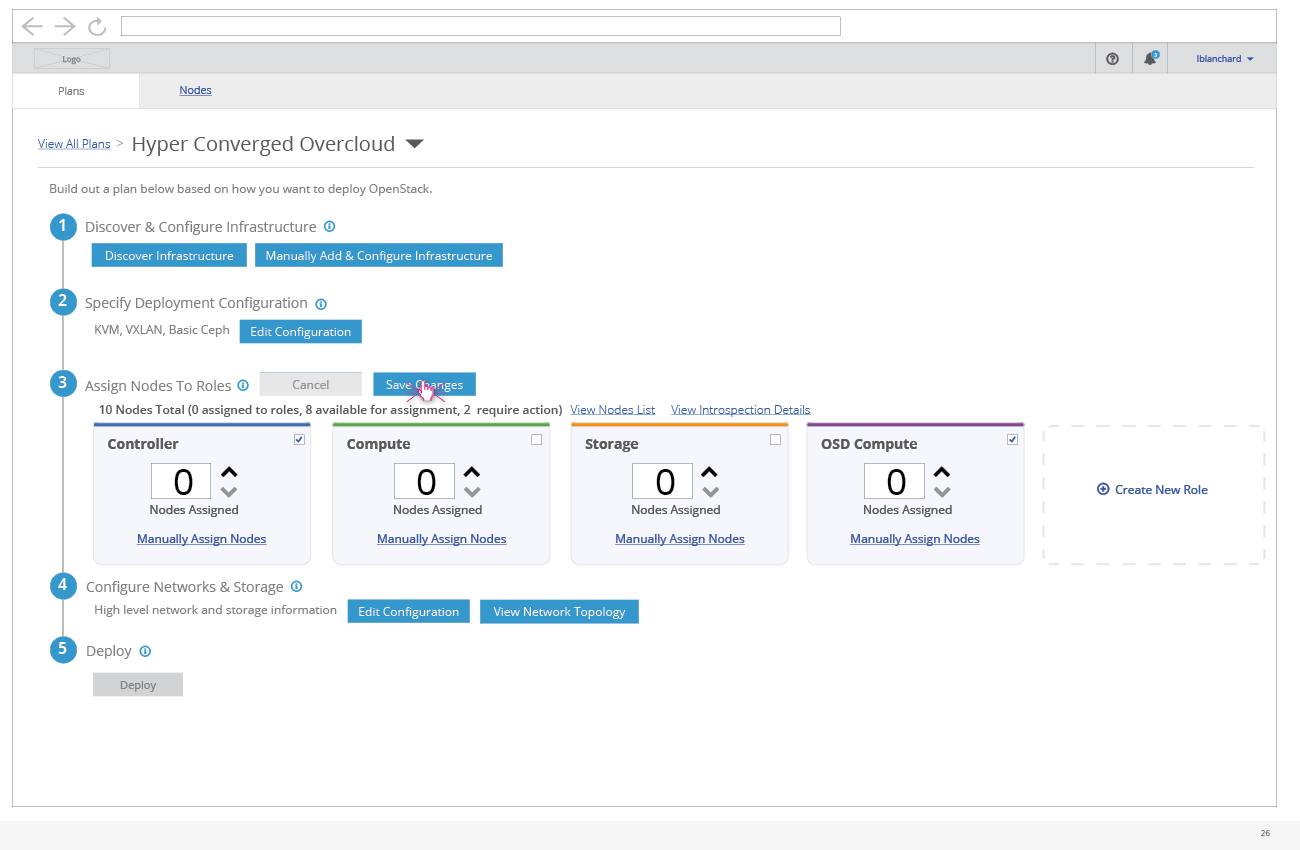 Logo
3
lblanchard
Plans
Nodes
View All Plans > Hyper Converged Overcloud
Build out a plan below based on how you want to deploy OpenStack.
1 Discover & Configure Infrastructure
Discover Infrastructure Manually Add & Configure Infrastructure
2 Specify Deployment Configuration
KVM, VXLAN, Basic Ceph Edit Configuration
3 Assign Nodes To Roles Cancel Save Changes
10 Nodes Total (0 assigned to roles, 8 available for assignment, 2 require action) View Nodes List View Introspection Details
Controller Compute Storage OSD Compute
0 0 0 0
Create New Role
Nodes Assigned Nodes Assigned Nodes Assigned Nodes Assigned
Manually Assign Nodes Manually Assign Nodes Manually Assign Nodes Manually Assign Nodes
4 Configure Networks & Storage
High level network and storage information Edit Configuration View Network Topology
5 Deploy
Deploy
26